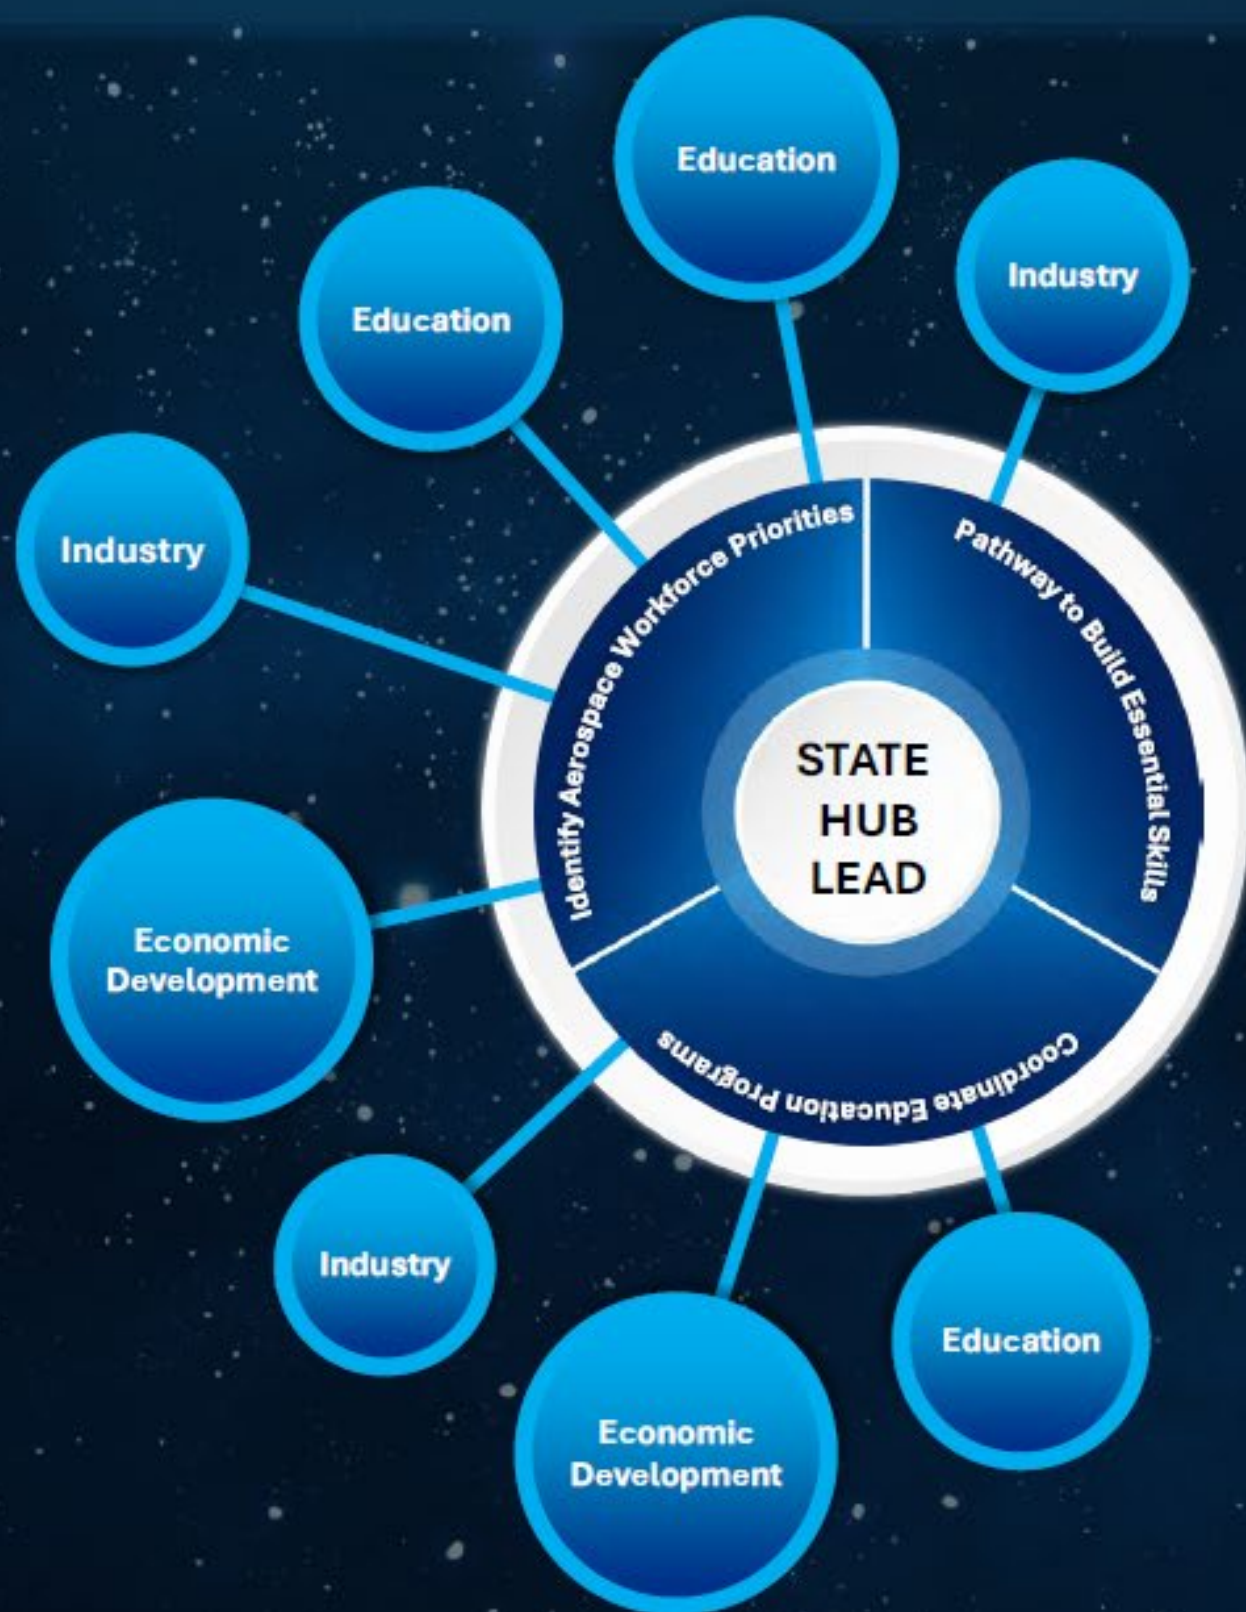 Education
Industry
Education
Industry
Identify Aerospace Workforce Priorities
Pathway to Build Essential Skills
STATE
HUB
LEAD
Economic
Development
Coordinate Education Programs
Industry
Education
Economic
Development